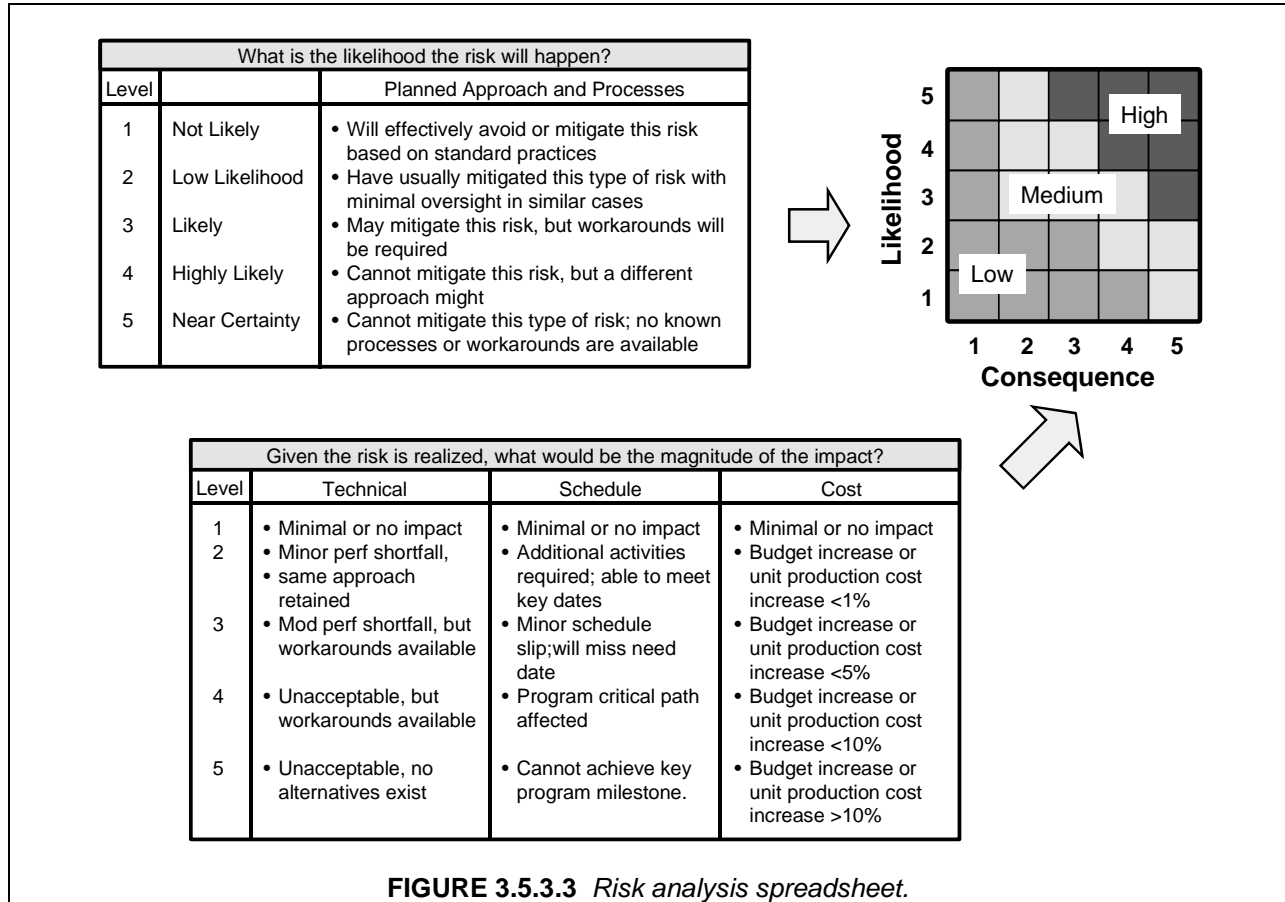 What is the likelihood the risk will happen?
Level
Planned Approach and Processes
1
Not Likely
• Will effectively avoid or mitigate this risk
based on standard practices
2
Low Likelihood
• Have usually mitigated this type of risk with
minimal oversight in similar cases
3
Likely
• May mitigate this risk, but workarounds will
be required
4
Highly Likely
• Cannot mitigate this risk, but a different
approach might
5
Near Certainty
• Cannot mitigate this type of risk; no known
processes or workarounds are available
Likelihood
5
4
3
2
1
High
Medium
Low
1 2 3 4 5
Consequence
Given the risk is realized, what would be the magnitude of the impact?
Level
Technical
Schedule
Cost
1
• Minimal or no impact
• Minimal or no impact
• Minimal or no impact
2
• Minor perf shortfall,
• same approach
retained
• Additional activities
required; able to meet
key dates
• Budget increase or
unit production cost
increase <1%
3
• Mod perf shortfall, but
workarounds available
• Minor schedule
slip;will miss need
date
• Budget increase or
unit production cost
increase <5%
4
• Unacceptable, but
workarounds available
• Program critical path
affected
• Budget increase or
unit production cost
increase <10%
5
• Unacceptable, no
alternatives exist
• Cannot achieve key
program milestone.
• Budget increase or
unit production cost
increase >10%
FIGURE 3.5.3.3 Risk analysis spreadsheet.